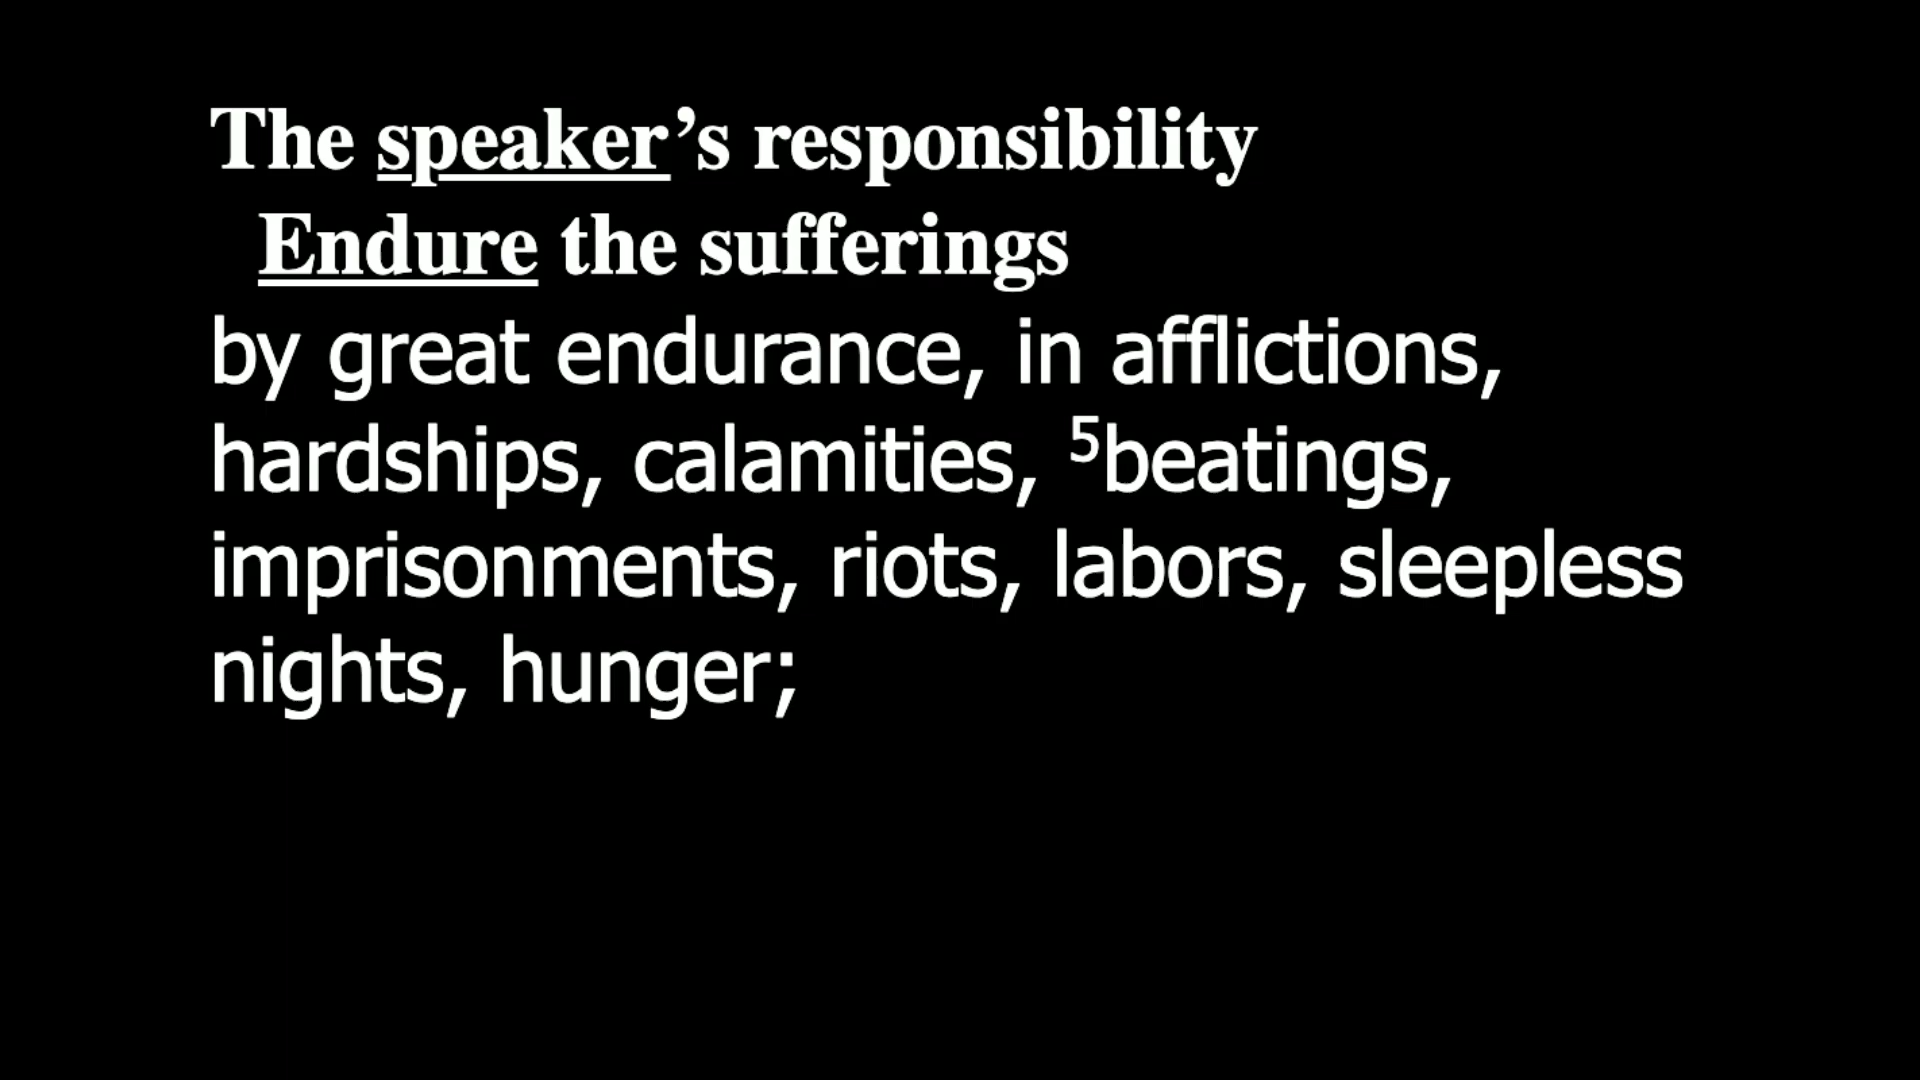 The speaker’s responsibility
Endure the sufferings
by great endurance, in afflictions,
hardships, calamities, ⁵beatings,
imprisonments, riots, labors, sleepless
nights, hunger;